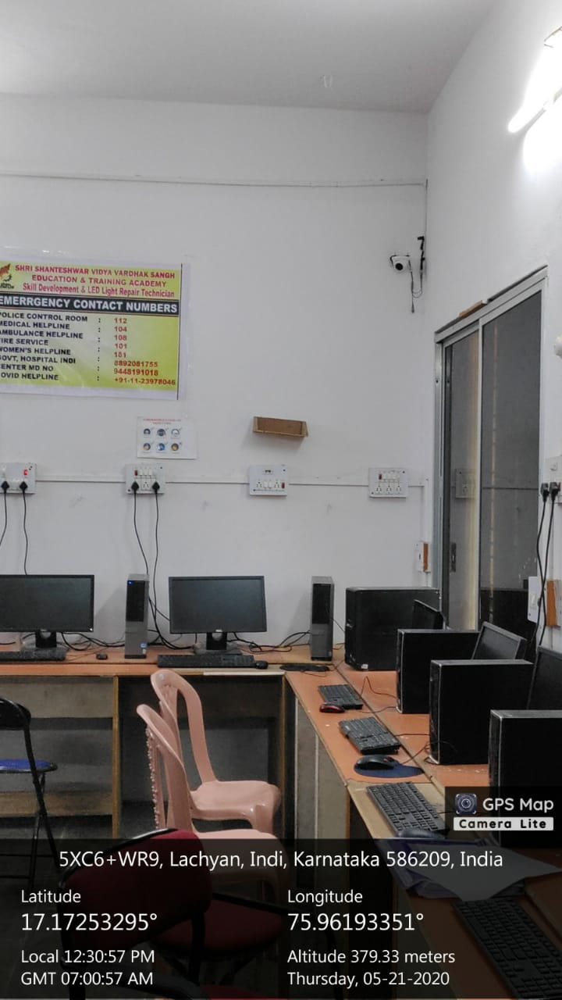 SHRI SHANTESHWAR VIDYA VARDHAK SANGH
EDUCATION & TRAINING ACADEMY
Skill Development & LED Light Repair Technician
EMERRGENCY CONTACT NUMBERS
POLICE CONTROL ROOM : 112
MEDICAL HELPLINE : 104
AMBULANCE HELPLINE : 108
FIRE SERVICE : 101
WOMEN'S HELPLINE : 181
GOVT. HOSPITAL INDI : 8892081755
CENTER MD NO : 9448191018
COVID HELPLINE : +91-11-23978046
GPS Map
Camera Lite
5XC6+WR9, Lachyan, Indi, Karnataka 586209, India
Latitude
17.17253295°
Longitude
75.96193351°
Local 12:30:57 PM
GMT 07:00:57 AM
Altitude 379.33 meters
Thursday, 05-21-2020